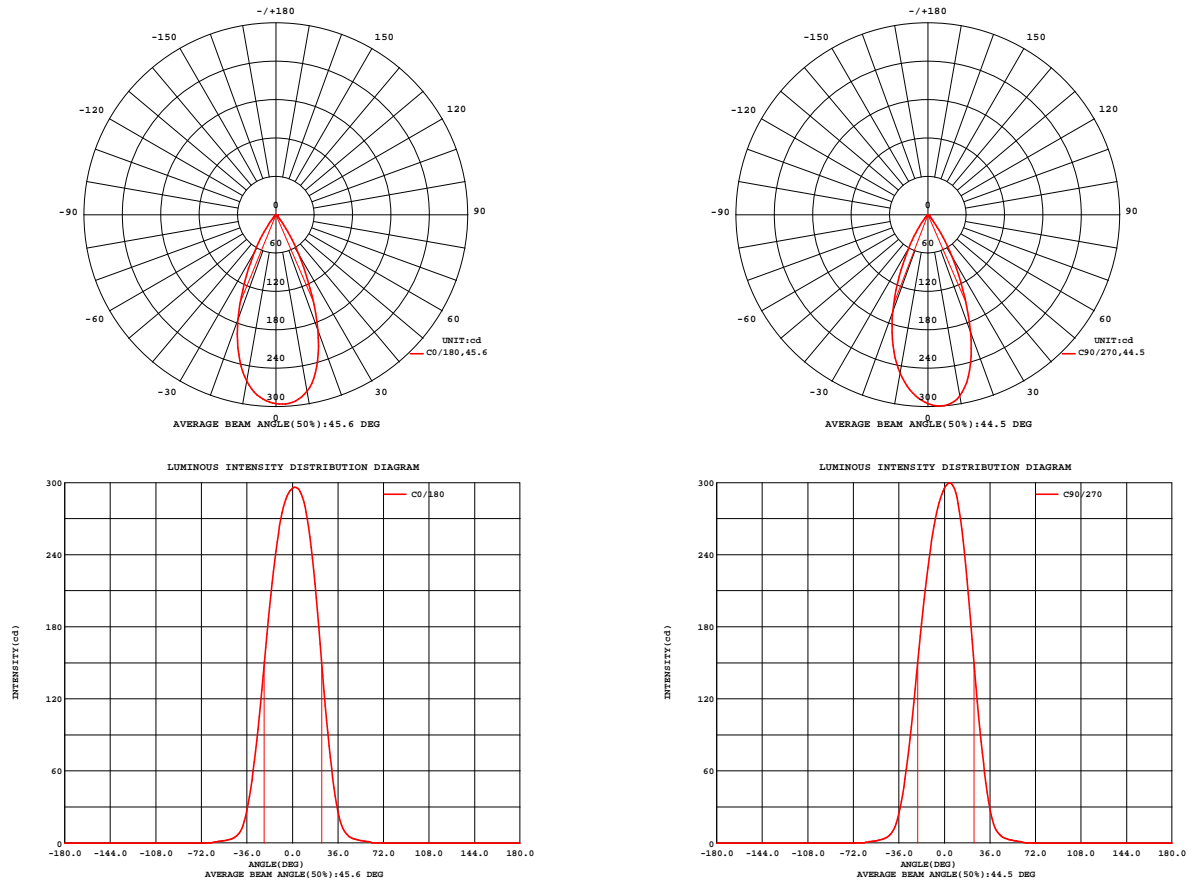 -/+180
-150
150
-120
120
-90
90
-60
60
-30
30
0
0
60
120
180
240
300
UNIT:cd
C0/180,45.6
AVERAGE BEAM ANGLE(50%):45.6 DEG
-/+180
-150
150
-120
120
-90
90
-60
60
-30
30
0
0
60
120
180
240
300
UNIT:cd
C90/270,44.5
AVERAGE BEAM ANGLE(50%):44.5 DEG
LUMINOUS INTENSITY DISTRIBUTION DIAGRAM
C0/180
INTENSITY(cd)
300
240
180
120
60
0
-180.0 -144.0 -108.0 -72.0 -36.0 0.0 36.0 72.0 108.0 144.0 180.0
ANGLE(DEG)
AVERAGE BEAM ANGLE(50%):45.6 DEG
LUMINOUS INTENSITY DISTRIBUTION DIAGRAM
C90/270
INTENSITY(cd)
300
240
180
120
60
0
-180.0 -144.0 -108.0 -72.0 -36.0 0.0 36.0 72.0 108.0 144.0 180.0
ANGLE(DEG)
AVERAGE BEAM ANGLE(50%):44.5 DEG